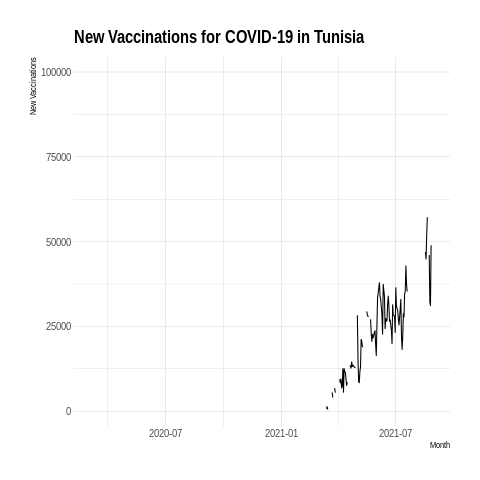 New Vaccinations for COVID-19 in Tunisia
New Vaccinations
100000
75000
50000
25000
0
2020-07
2021-01
2021-07
Month